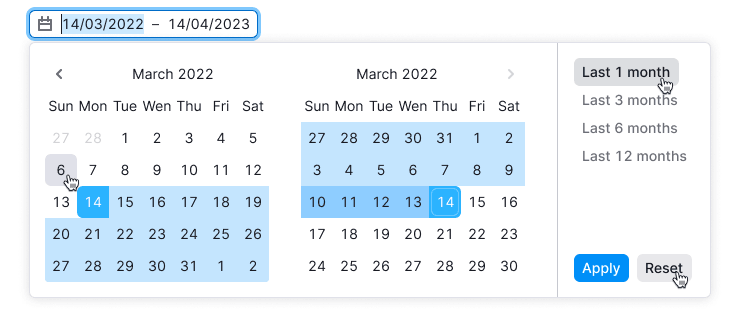 14/03/2022 – 14/04/2023
March 2022
Sun Mon Tue Wen Thu Fri Sat
27 28 1 2 3 4 5
6 7 8 9 10 11 12
13 14 15 16 17 18 19
20 21 22 23 24 25 26
27 28 29 30 31 1 2
March 2022
Sun Mon Tue Wen Thu Fri Sat
27 28 29 30 31 1 2
3 4 5 6 7 8 9
10 11 12 13 14 15 16
17 18 19 20 21 22 23
24 25 26 27 28 29 30
Last 1 month
Last 3 months
Last 6 months
Last 12 months
Apply Reset